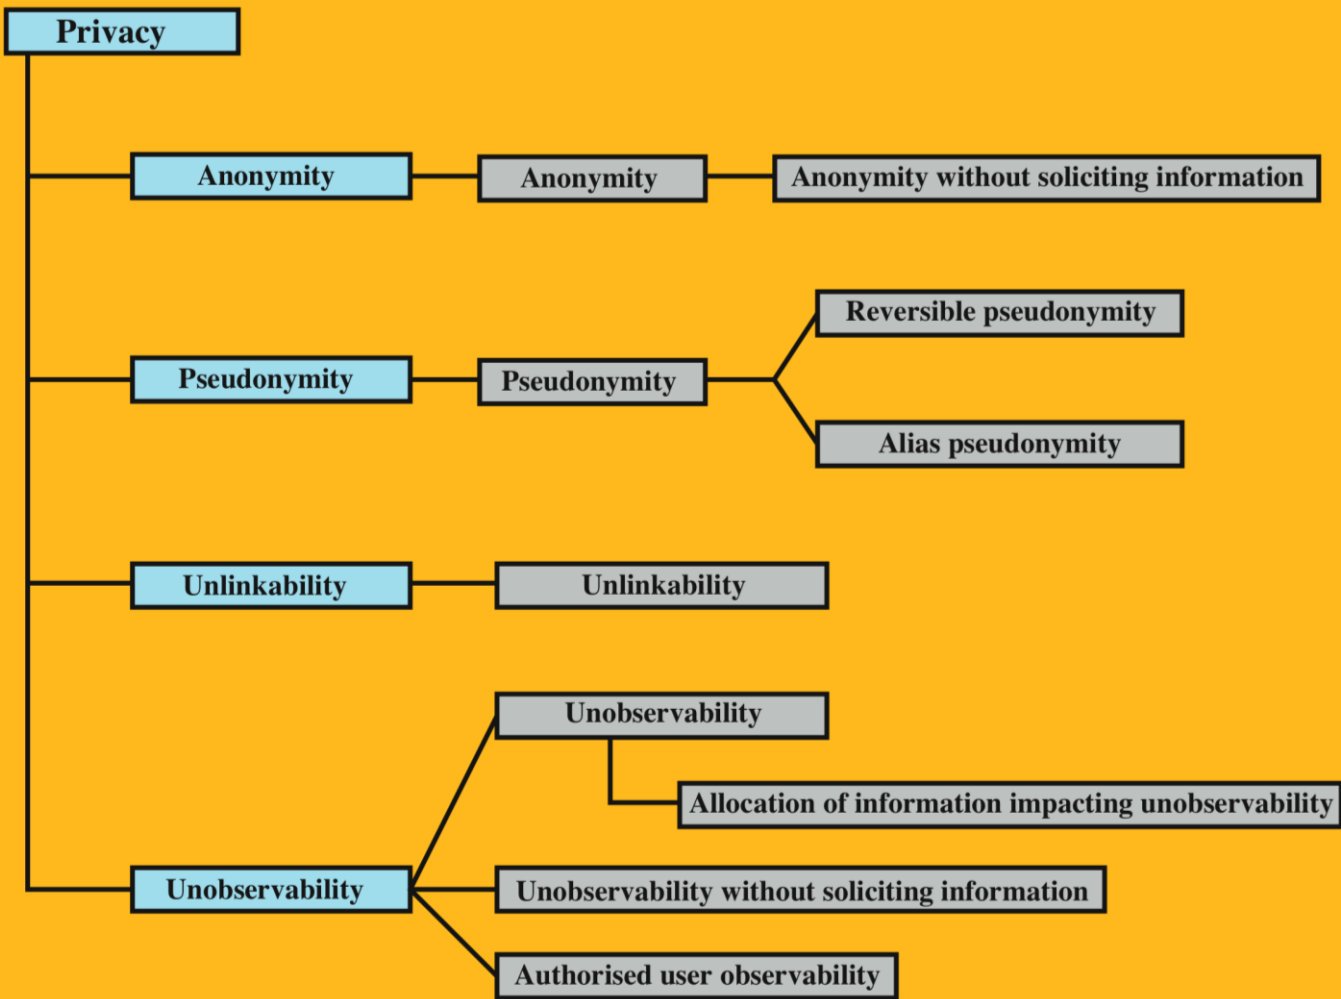 Privacy
Anonymity
Anonymity
Anonymity without soliciting information
Reversible pseudonymity
Pseudonymity
Pseudonymity
Alias pseudonymity
Unlinkability
Unlinkability
Unobservability
Allocation of information impacting unobservability
Unobservability
Unobservability without soliciting information
Authorised user observability